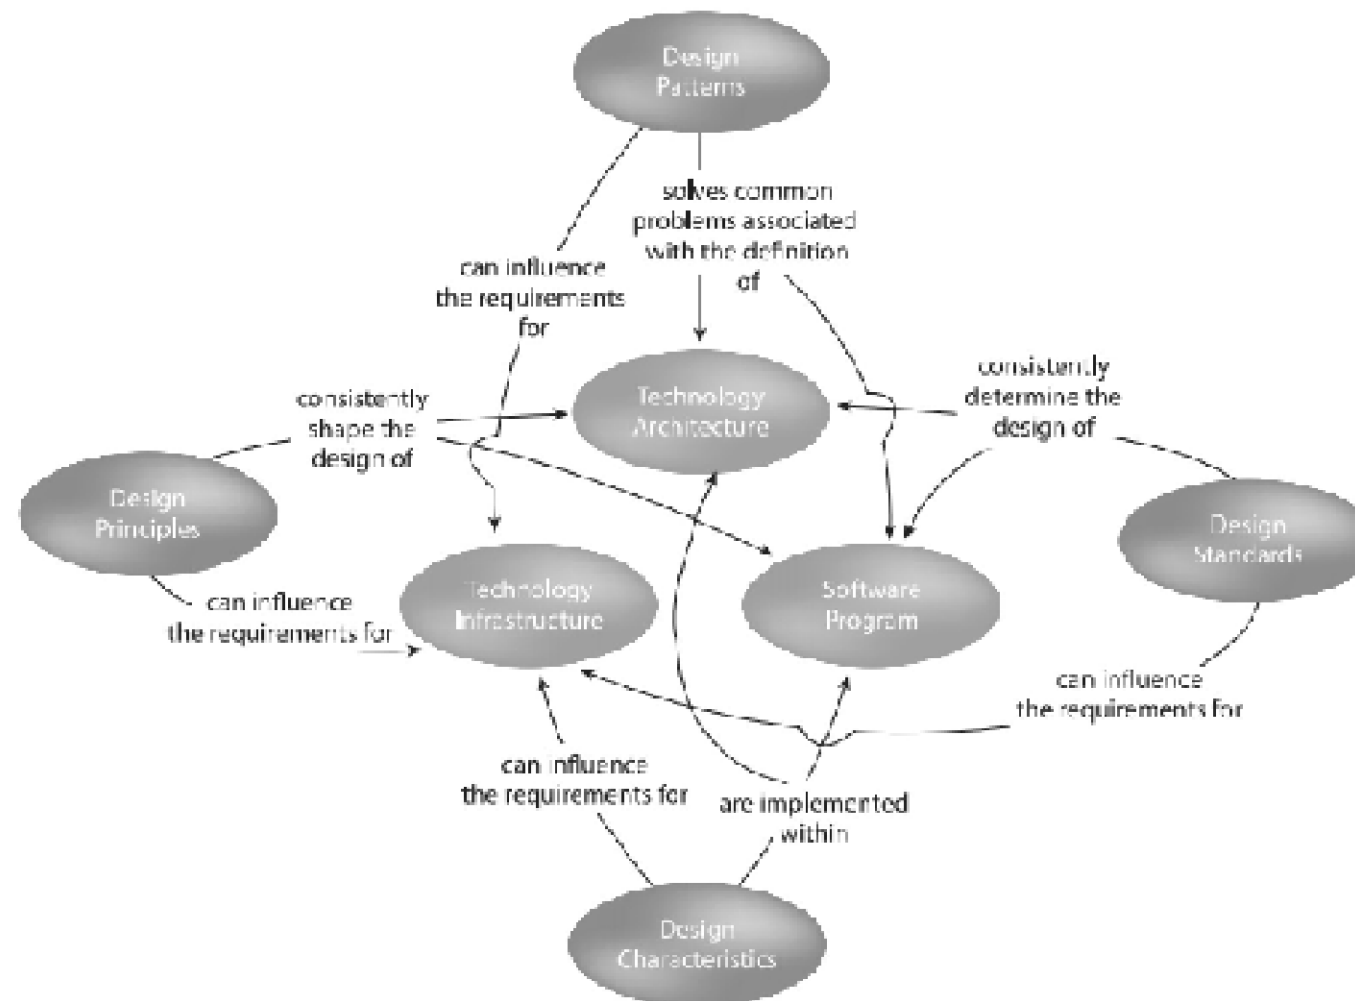 Design
Patterns
solves common
problems associated
with the definition
of
can influence
the requirements
for
consistently
determine the
design of
Technology
Architecture
consistently
shape the
design of
Design
Principles
Design
Standards
Technology
Infrastructure
Software
Program
can influence
the requirements for
can influence
the requirements for
can influence
the requirements for
are implemented
within
Design
Characteristics